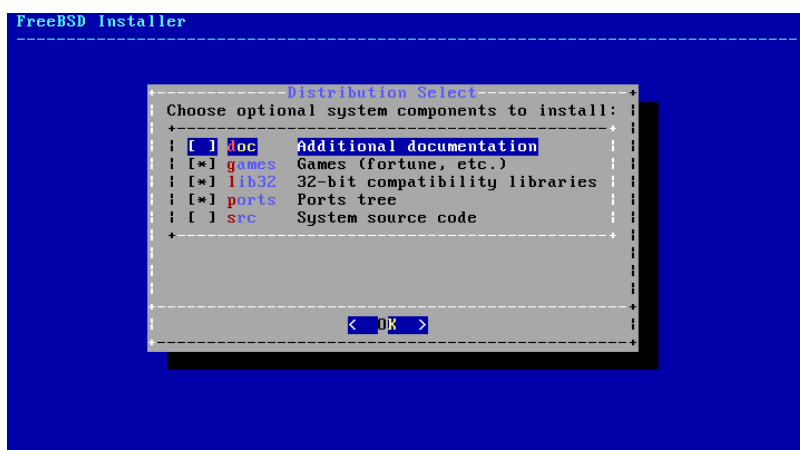 FreeBSD Installer
Distribution Select
Choose optional system components to install:
[ ] doc Additional documentation
[*] games Games (fortune, etc.)
[*] lib32 32-bit compatibility libraries
[*] ports Ports tree
[ ] src System source code
< OK >